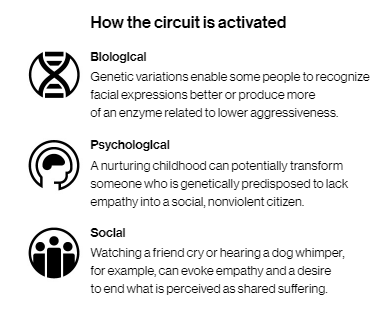 How the circuit is activated
Biological
Genetic variations enable some people to recognize
facial expressions better or produce more
of an enzyme related to lower aggressiveness.
Psychological
A nurturing childhood can potentially transform
someone who is genetically predisposed to lack
empathy into a social, nonviolent citizen.
Social
Watching a friend cry or hearing a dog whimper,
for example, can evoke empathy and a desire
to end what is perceived as shared suffering.